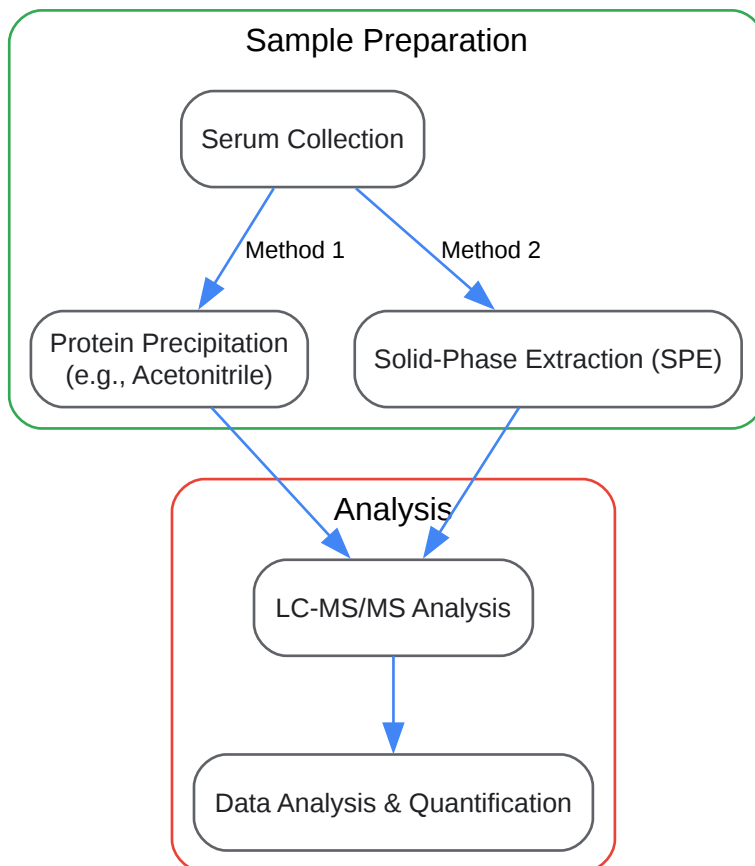 Sample Preparation
Serum Collection
Method 1
Method 2
Protein Precipitation
(e.g., Acetonitrile)
Solid-Phase Extraction (SPE)
Analysis
LC-MS/MS Analysis
Data Analysis & Quantification